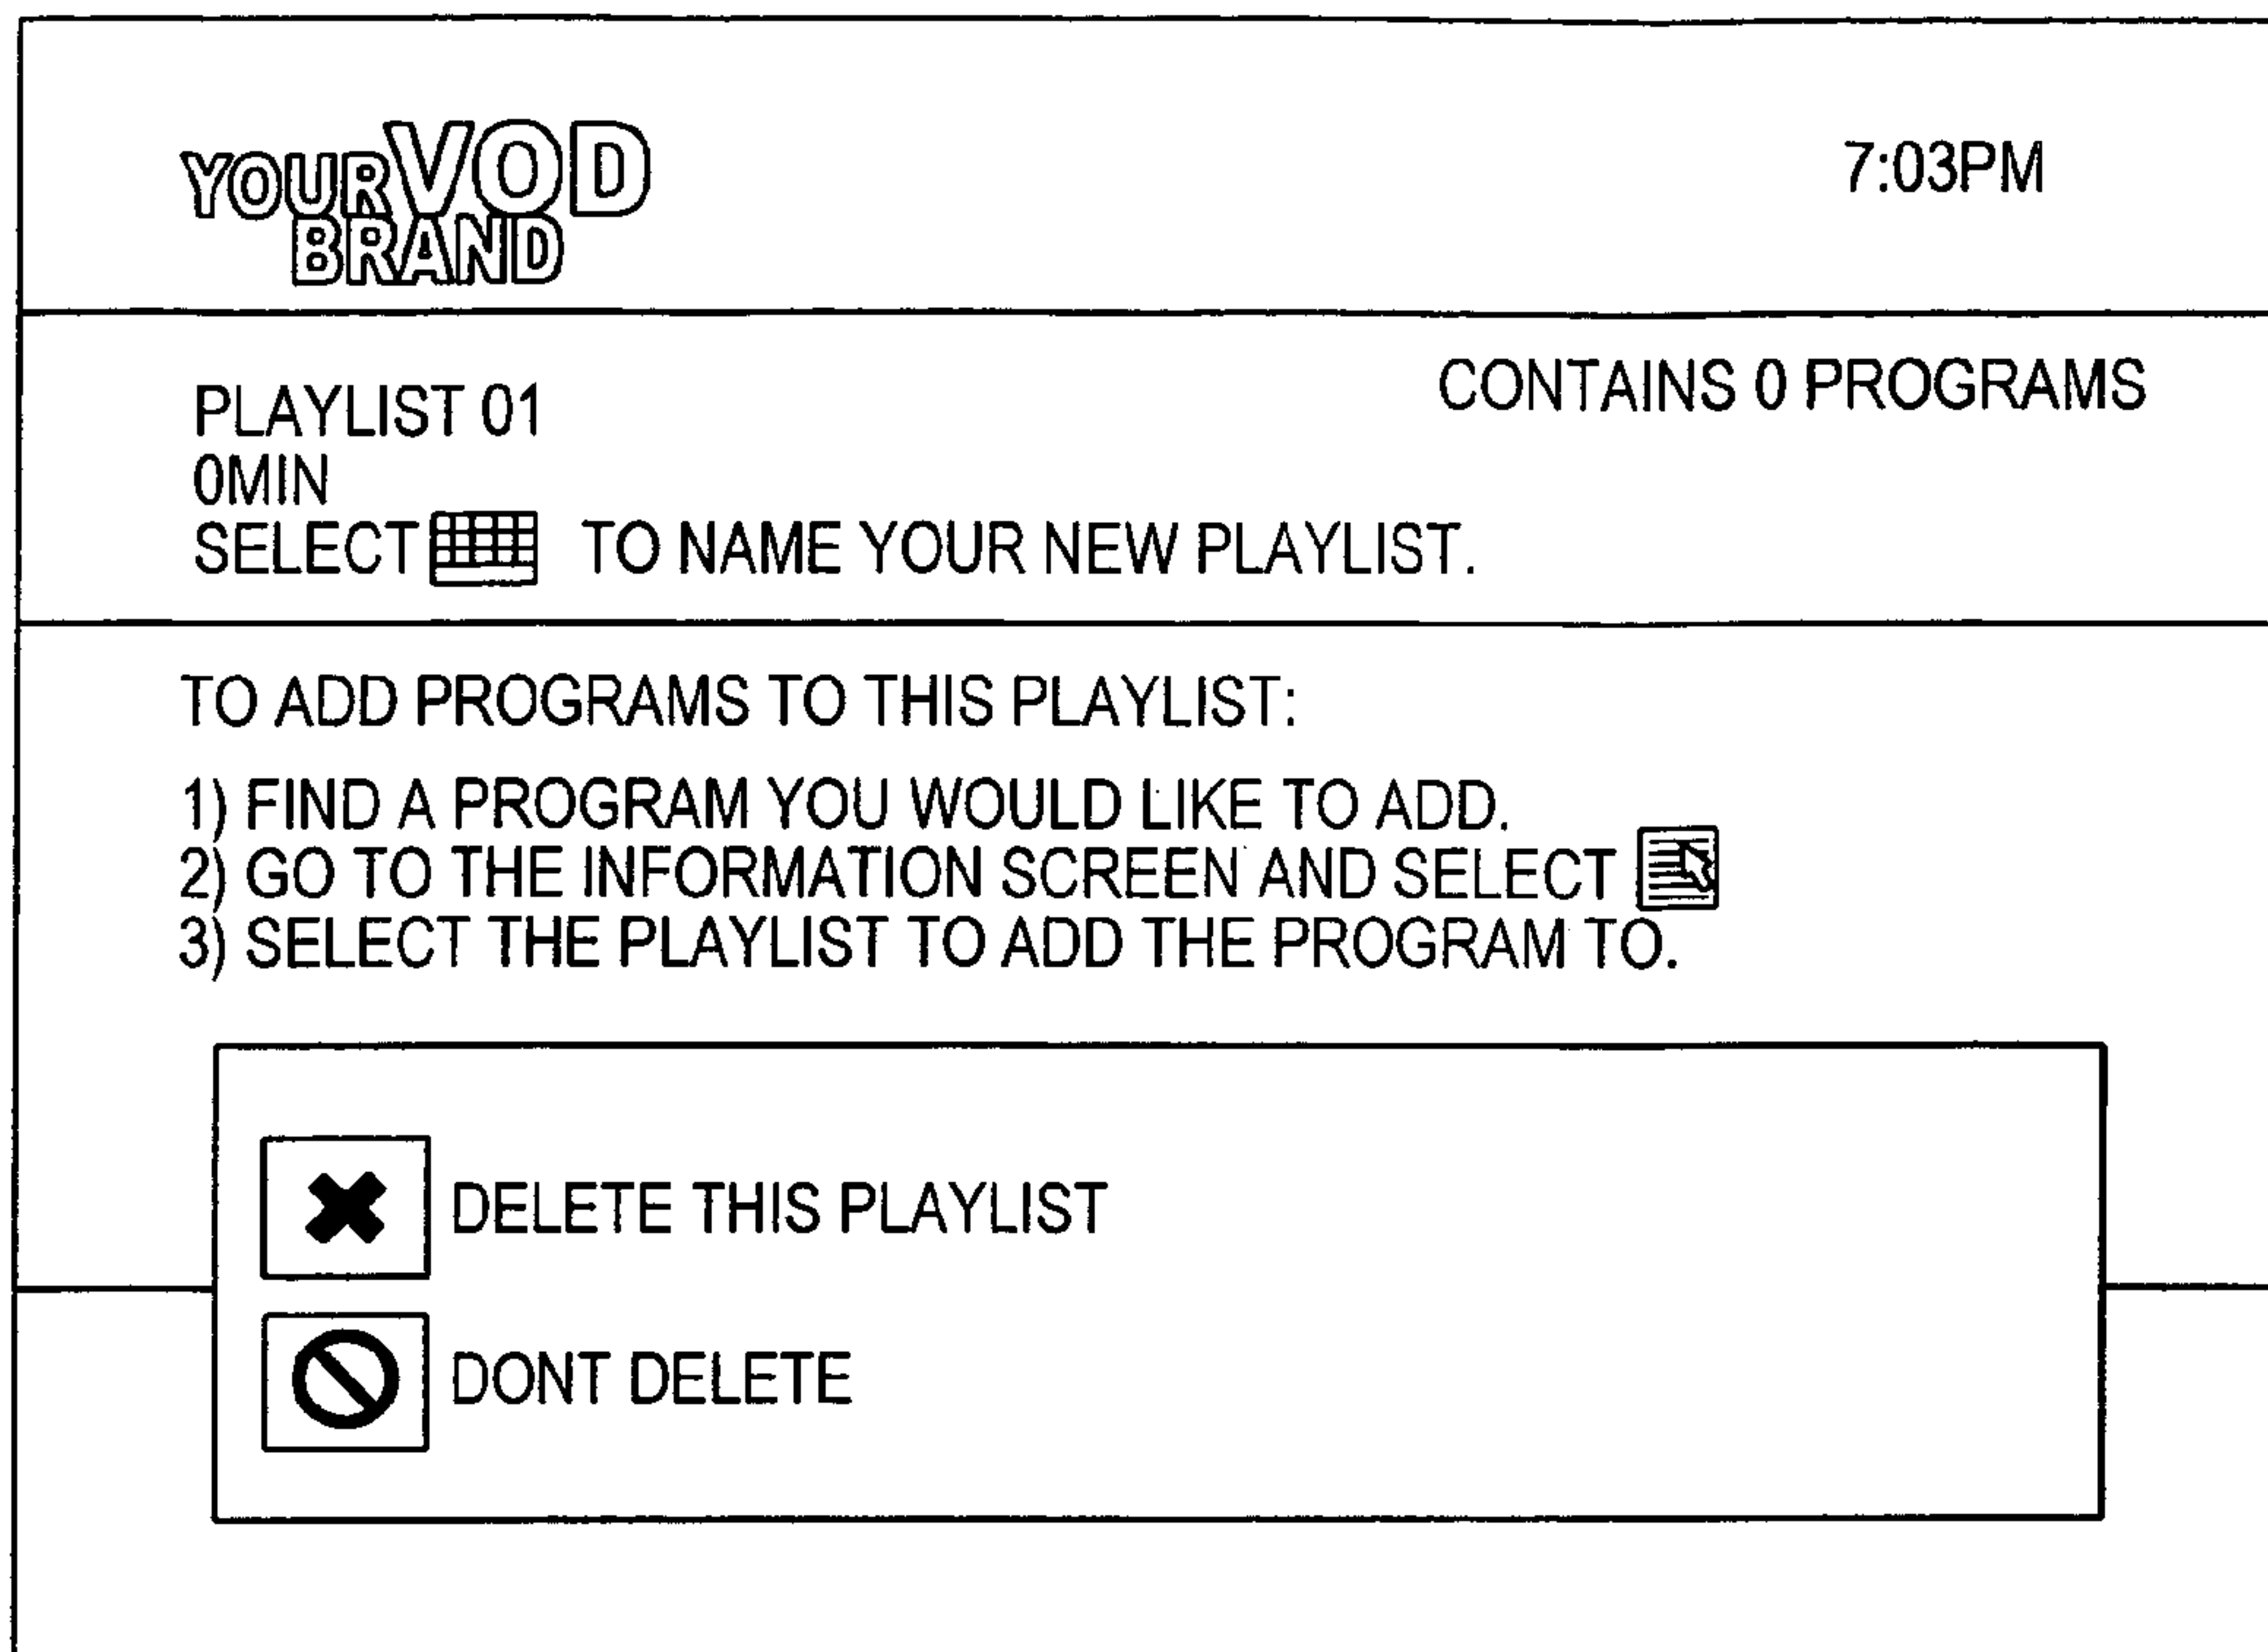 YOUR VOD
BRAND
7:03PM
PLAYLIST 01
CONTAINS 0 PROGRAMS
0MIN
SELECT TO NAME YOUR NEW PLAYLIST.
TO ADD PROGRAMS TO THIS PLAYLIST:
1) FIND A PROGRAM YOU WOULD LIKE TO ADD.
2) GO TO THE INFORMATION SCREEN AND SELECT
3) SELECT THE PLAYLIST TO ADD THE PROGRAM TO.
DELETE THIS PLAYLIST
DONT DELETE